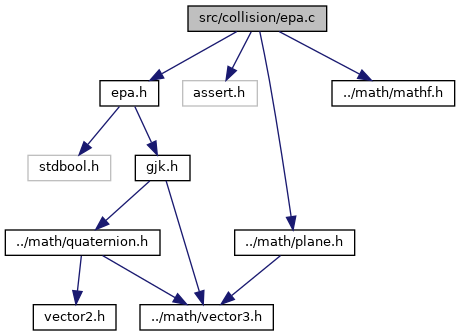 src/collision/epa.c
epa.h
assert.h
../math/mathf.h
stdbool.h
gjk.h
../math/quaternion.h
../math/plane.h
vector2.h
../math/vector3.h